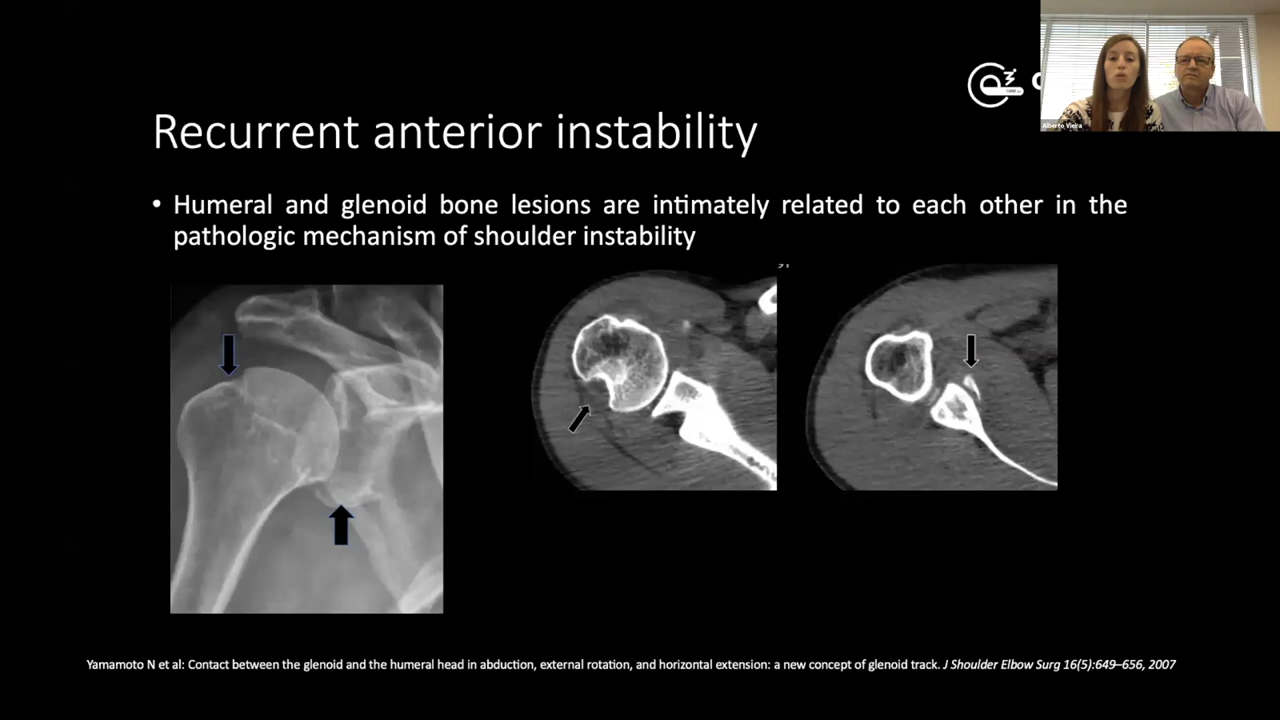 Recurrent anterior instability
• Humeral and glenoid bone lesions are intimately related to each other in the
pathologic mechanism of shoulder instability
Alberto Vieira
Yamamoto N et al: Contact between the glenoid and the humeral head in abduction, external rotation, and horizontal extension: a new concept of glenoid track. J Shoulder Elbow Surg 16(5):649–656, 2007